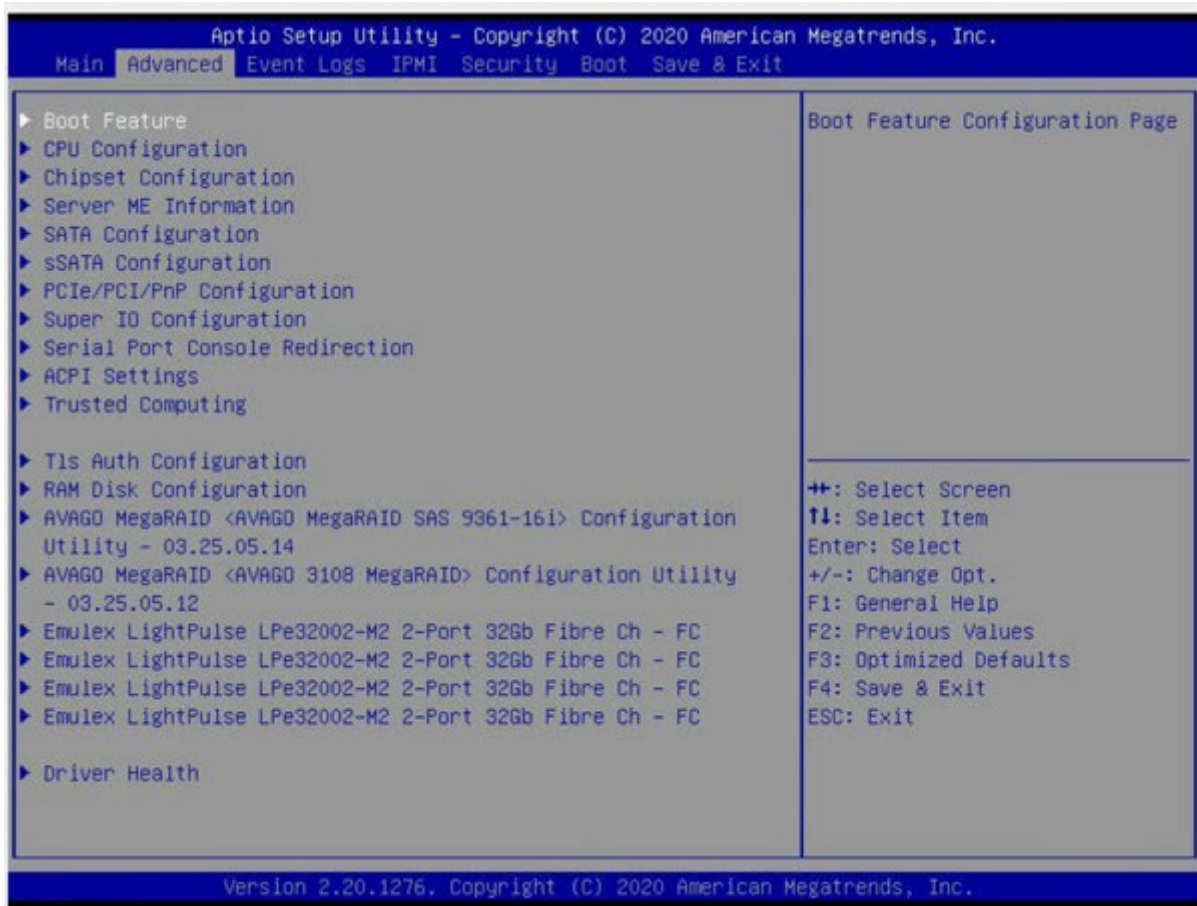 Aptio Setup Utility - Copyright (C) 2020 American Megatrends, Inc.
Main Advanced Event Logs IPMI Security Boot Save & Exit
Boot Feature
CPU Configuration
Chipset Configuration
Server ME Information
SATA Configuration
sSATA Configuration
PCIe/PCI/PnP Configuration
Super IO Configuration
Serial Port Console Redirection
ACPI Settings
Trusted Computing
Tls Auth Configuration
RAM Disk Configuration
AVAGO MegaRAID <AVAGO MegaRAID SAS 9361-16i> Configuration
Utility - 03.25.05.14
AVAGO MegaRAID <AVAGO 3108 MegaRAID> Configuration Utility
- 03.25.05.12
Emulex LightPulse LPe32002-M2 2-Port 32Gb Fibre Ch - FC
Emulex LightPulse LPe32002-M2 2-Port 32Gb Fibre Ch - FC
Emulex LightPulse LPe32002-M2 2-Port 32Gb Fibre Ch - FC
Emulex LightPulse LPe32002-M2 2-Port 32Gb Fibre Ch - FC
Driver Health
Boot Feature Configuration Page
→←: Select Screen
↑↓: Select Item
Enter: Select
+/-: Change Opt.
F1: General Help
F2: Previous Values
F3: Optimized Defaults
F4: Save & Exit
ESC: Exit
Version 2.20.1276. Copyright (C) 2020 American Megatrends, Inc.